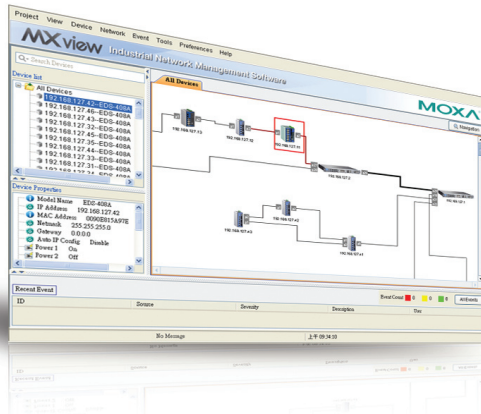 Project View Device Network Event Tools Preferences Help
MXview Industrial Network Management Software
Search Devices
Device list
All Devices
192.168.127.42--EDS-408A
192.168.127.46--EDS-408A
192.168.127.43--EDS-408A
192.168.127.32--EDS-408A
192.168.127.45--EDS-408A
192.168.127.35--EDS-408A
192.168.127.44--EDS-408A
192.168.127.33--EDS-408A
192.168.127.31--EDS-408A
Device Properties
Model Name EDS-408A
IP Address 192.168.127.42
MAC Address 0090E815A97E
Netmask 255.255.255.0
Gateway 0.0.0.0
Auto IP Config Disable
Power 1 On
Power 2 Off
All Devices
MOXA
Navigation
Recent Event
Event Count
All Events
ID Source Severity Description
No Message
上午 09:34:10